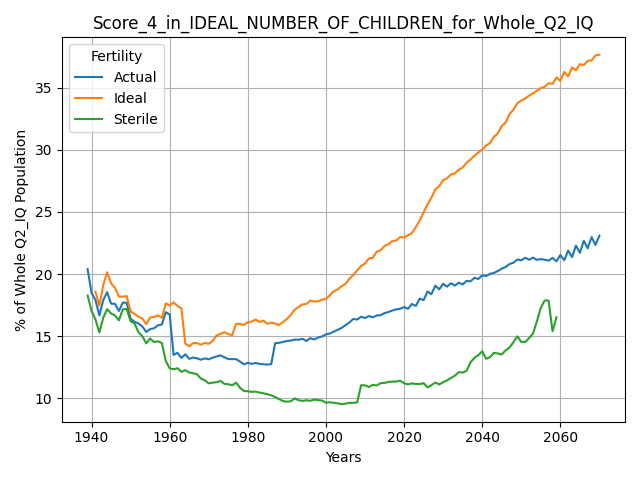 Score_4_in_IDEAL_NUMBER_OF_CHILDREN_for_Whole_Q2_IQ
Fertility
Actual
Ideal
Sterile
% of Whole Q2_IQ Population
35
30
25
20
15
10
1940
1960
1980
2000
2020
2040
2060
Years